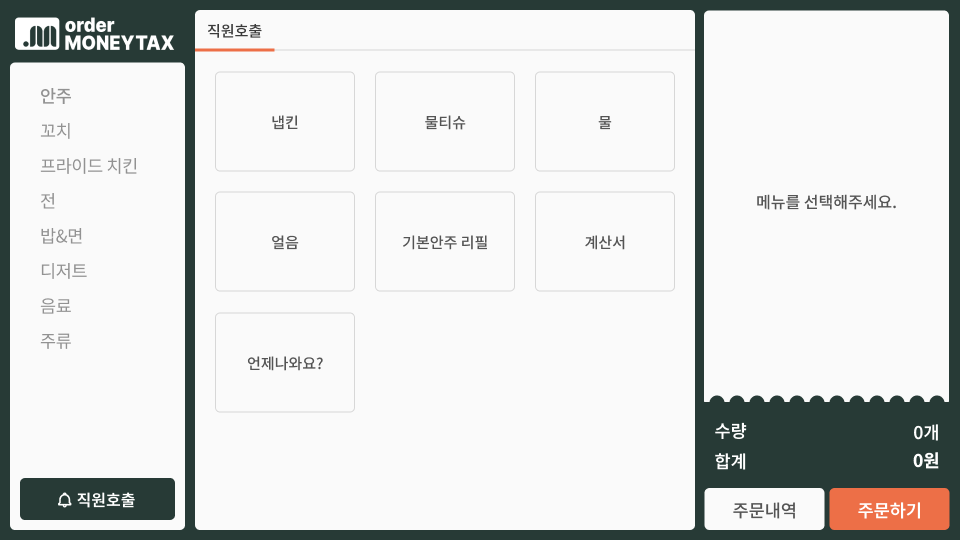 order
MONEYTAX
안주
꼬치
프라이드 치킨
전
밥&면
디저트
음료
주류
직원호출
직원호출
냅킨
물티슈
물
얼음
기본안주 리필
계산서
언제나와요?
메뉴를 선택해주세요.
수량 0개
합계 0원
주문내역
주문하기